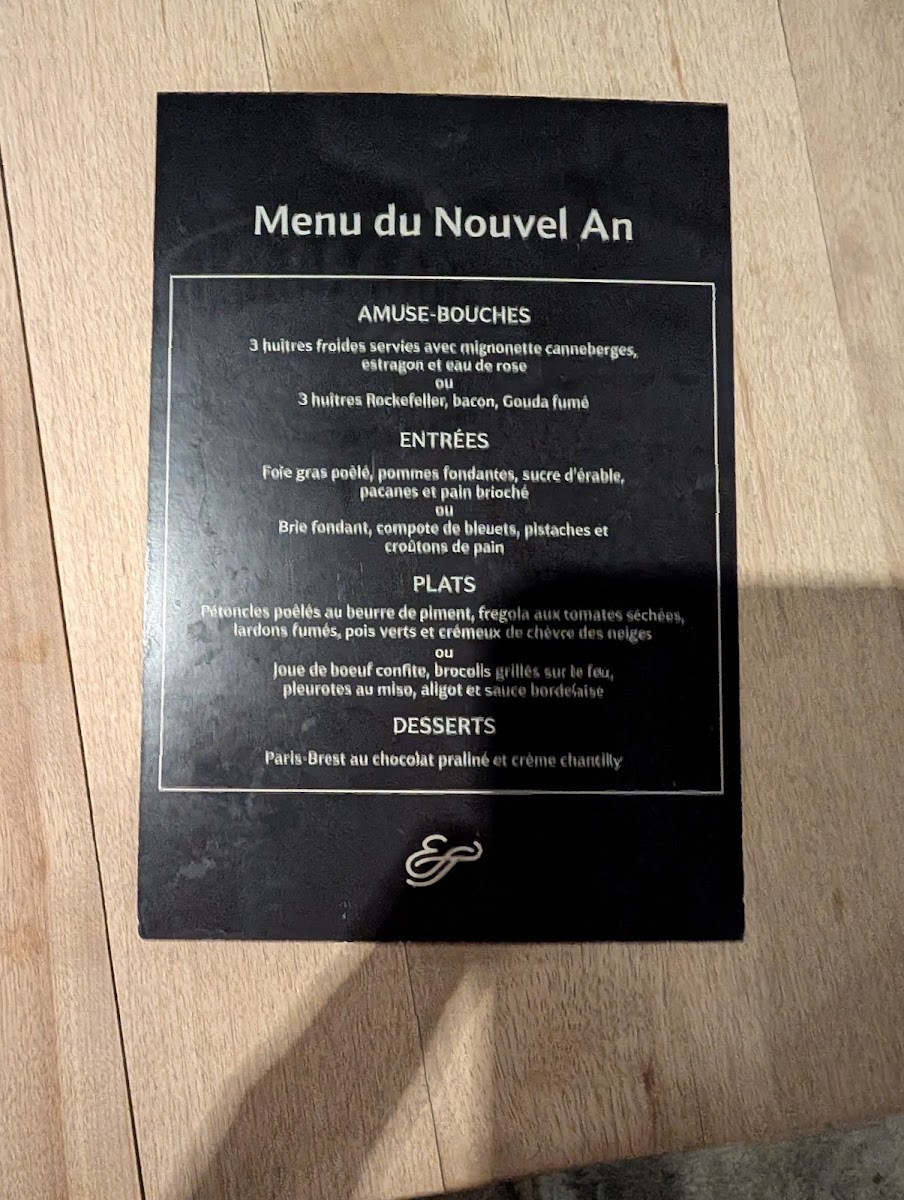 Menu du Nouvel An
AMUSE-BOUCHES
3 huîtres froides servies avec mignonette canneberges,
estragon et eau de rose
ou
3 huîtres Rockefeller, bacon, Gouda fumé
ENTRÉES
Foie gras poêlé, pommes fondantes, sucre d'érable,
pacanes et pain brioché
ou
Brie fondant, compote de bleuets, pistaches et
croûtons de pain
PLATS
Pétoncles poêlés au beurre de piment, fregola aux tomates séchées,
lardons fumés, pois verts et crémeux de chèvre des neiges
ou
Joue de boeuf confite, brocolis grillés sur le feu,
pleurotes au miso, aligot et sauce bordelaise
DESSERTS
Paris-Brest au chocolat praliné et crème chantilly